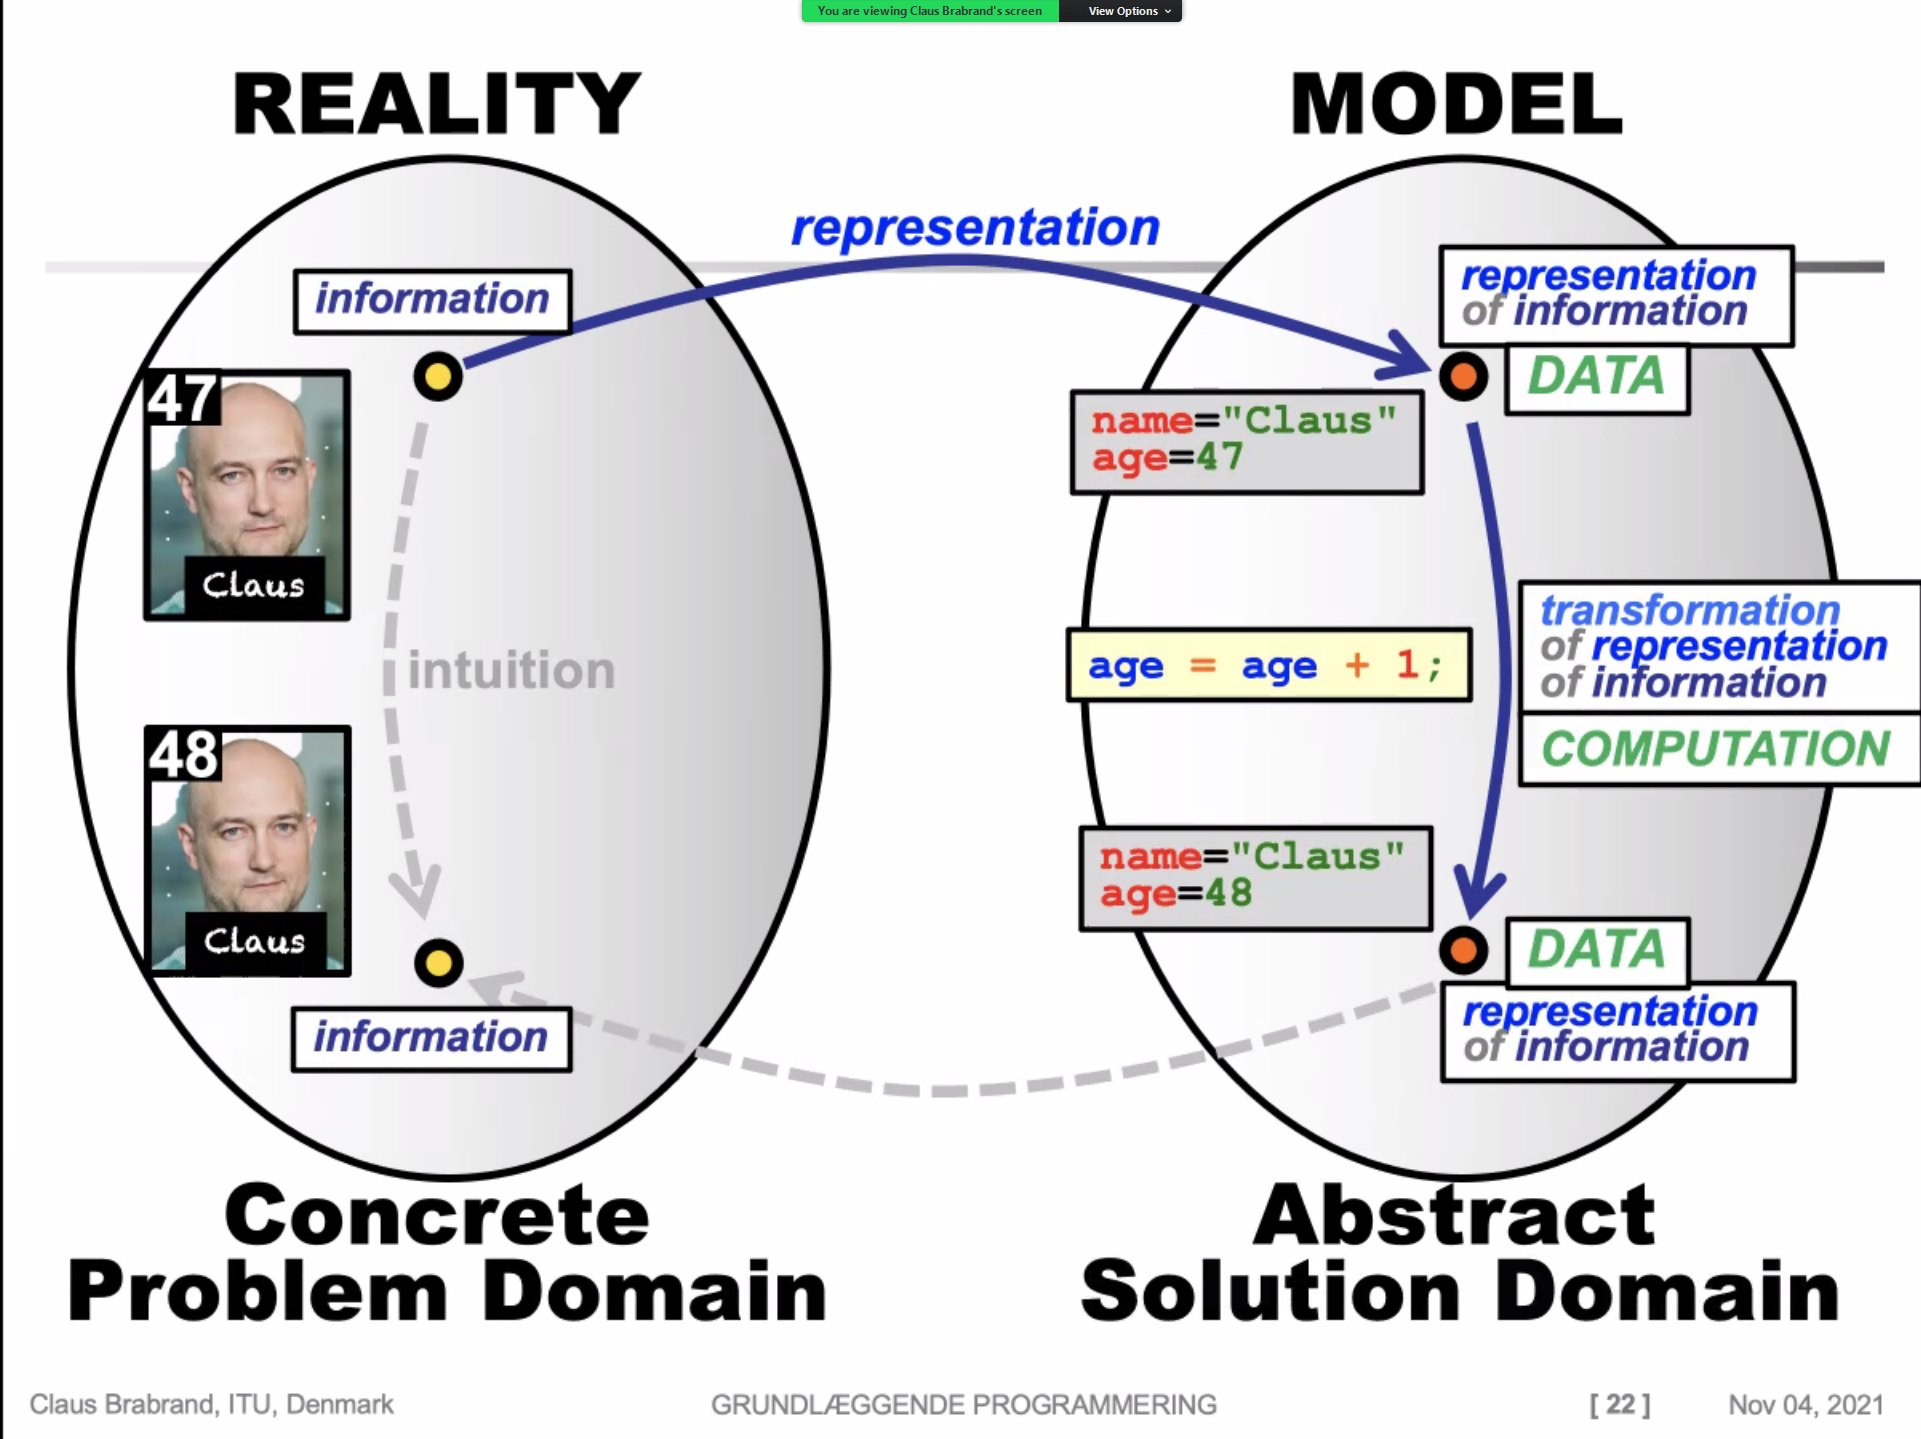 You are viewing Claus Brabrand's screen
View Options
REALITY
MODEL
representation
information
representation
of information
DATA
47
Claus
name="Claus"
age=47
intuition
age = age + 1;
transformation
of representation
of information
COMPUTATION
48
Claus
name="Claus"
age=48
DATA
representation
of information
information
Concrete
Problem Domain
Abstract
Solution Domain
Claus Brabrand, ITU, Denmark
GRUNDLÆGGENDE PROGRAMMERING
[ 22 ]
Nov 04, 2021